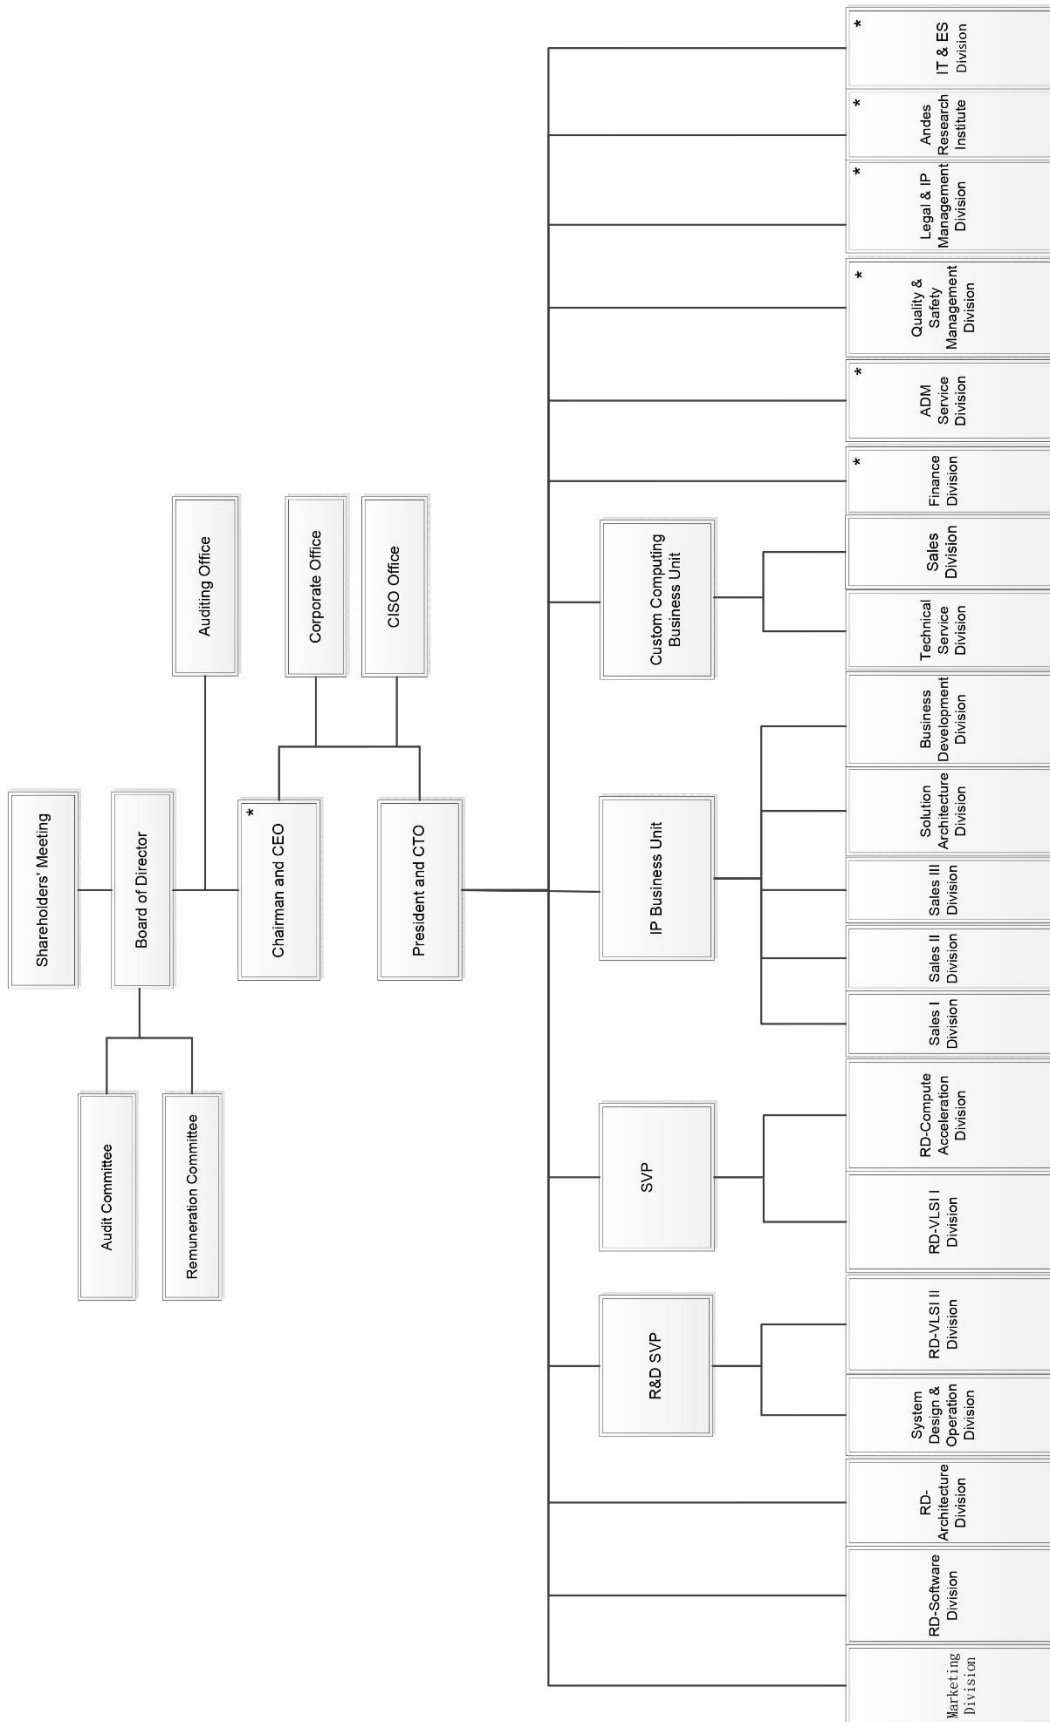 Shareholders' Meeting
Board of Director
Audit Committee
Remuneration Committee
Auditing Office
Chairman and CEO
*
Corporate Office
CISO Office
President and CTO
R&D SVP
SVP
IP Business Unit
Custom Computing
Business Unit
Marketing
Division
RD-Software
Division
RD-
Architecture
Division
System
Design &
Operation
Division
RD-VLSI II
Division
RD-VLSI I
Division
RD-Compute
Acceleration
Division
Sales I
Division
Sales II
Division
Sales III
Division
Solution
Architecture
Division
Business
Development
Division
Technical
Service
Division
Sales
Division
*
Finance
Division
*
ADM
Service
Division
*
Quality &
Safety
Management
Division
*
Legal & IP
Management
Division
*
Andes
Research
Institute
*
IT & ES
Division